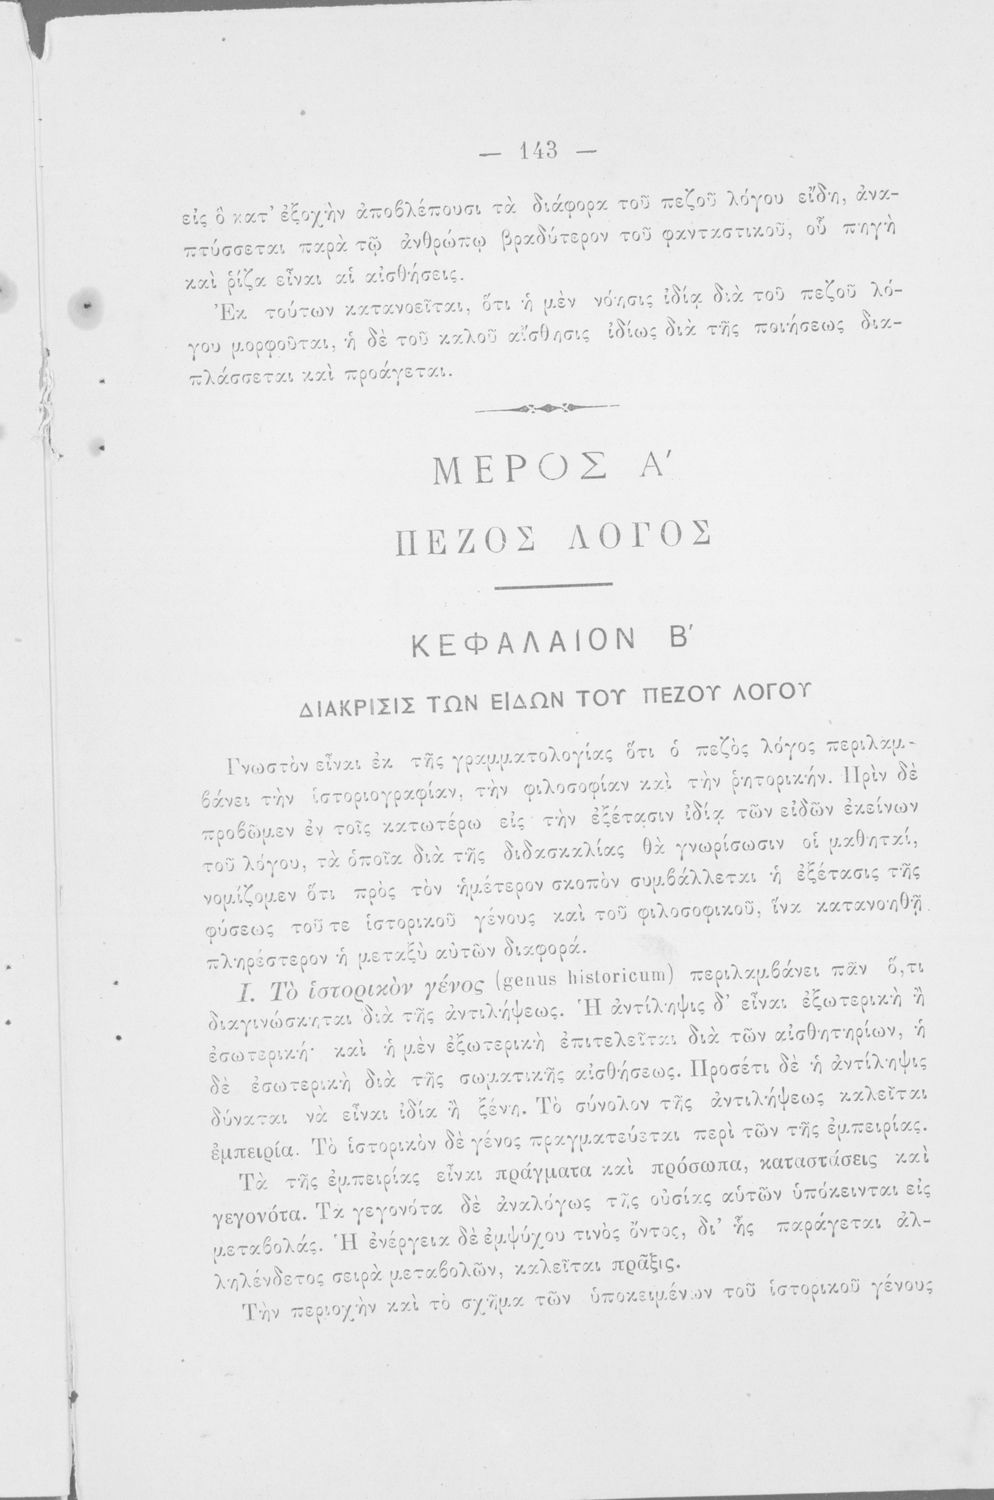 — 143 —
εἰς ὃ κατ' ἐξοχὴν ἀποβλέπουσι τὰ διάφορα τοῦ πεζοῦ λόγου εἴδη, ἀνα-
πτύσσεται παρὰ τῷ ἀνθρώπῳ βραδύτερον τοῦ φανταστικοῦ, οὗ πηγὴ
καὶ ῥίζα εἶναι αἱ αἰσθήσεις.
Ἐκ τούτων κατανοεῖται, ὅτι ἡ μὲν νόησις ἰδίᾳ διὰ τοῦ πεζοῦ λό-
γου μορφοῦται, ἡ δὲ τοῦ καλοῦ αἴσθησις ἰδίως διὰ τῆς ποιήσεως δια-
πλάσσεται καὶ προάγεται.
ΜΕΡΟΣ Α'
ΠΕΖΟΣ ΛΟΓΟΣ
ΚΕΦΑΛΑΙΟΝ Β'
ΔΙΑΚΡΙΣΙΣ ΤΩΝ ΕΙΔΩΝ ΤΟΥ ΠΕΖΟΥ ΛΟΓΟΥ
Γνωστὸν εἶναι ἐκ τῆς γραμματολογίας ὅτι ὁ πεζὸς λόγος περιλαμ-
βάνει τὴν ἱστοριογραφίαν, τὴν φιλοσοφίαν καὶ τὴν ῥητορικήν. Πρὶν δὲ
προβῶμεν ἐν τοῖς κατωτέρω εἰς τὴν ἐξέτασιν ἰδίᾳ τῶν εἰδῶν ἐκείνων
τοῦ λόγου, τὰ ὁποῖα διὰ τῆς διδασκαλίας θὰ γνωρίσωσιν οἱ μαθηταί,
νομίζομεν ὅτι πρὸς τὸν ἡμέτερον σκοπὸν συμβάλλεται ἡ ἐξέτασις τῆς
φύσεως τοῦ τε ἱστορικοῦ γένους καὶ τοῦ φιλοσοφικοῦ, ἵνα κατανοηθῇ
πληρέστερον ἡ μεταξὺ αὐτῶν διαφορά.
Ι. Τὸ ἱστορικὸν γένος (genus historicum) περιλαμβάνει πᾶν ὅ,τι
διαγινώσκηται διὰ τῆς ἀντιλήψεως. Ἡ ἀντίληψις δ' εἶναι ἐξωτερικὴ ἢ
ἐσωτερική· καὶ ἡ μὲν ἐξωτερικὴ ἐπιτελεῖται διὰ τῶν αἰσθητηρίων, ἡ
δὲ ἐσωτερικὴ διὰ τῆς σωματικῆς αἰσθήσεως. Προσέτι δὲ ἡ ἀντίληψις
δύναται νὰ εἶναι ἰδία ἢ ξένη. Τὸ σύνολον τῆς ἀντιλήψεως καλεῖται
ἐμπειρία. Τὸ ἱστορικὸν δὲ γένος πραγματεύεται περὶ τῶν τῆς ἐμπειρίας.
Τὰ τῆς ἐμπειρίας εἶναι πράγματα καὶ πρόσωπα, καταστάσεις καὶ
γεγονότα. Τὰ γεγονότα δὲ ἀναλόγως τῆς οὐσίας αὑτῶν ὑπόκεινται εἰς
μεταβολάς. Ἡ ἐνέργεια δὲ ἐμψύχου τινὸς ὄντος, δι' ἧς παράγεται ἀλ-
ληλένδετος σειρὰ μεταβολῶν, καλεῖται πρᾶξις.
Τὴν περιοχὴν καὶ τὸ σχῆμα τῶν ὑποκειμένων τοῦ ἱστορικοῦ γένους